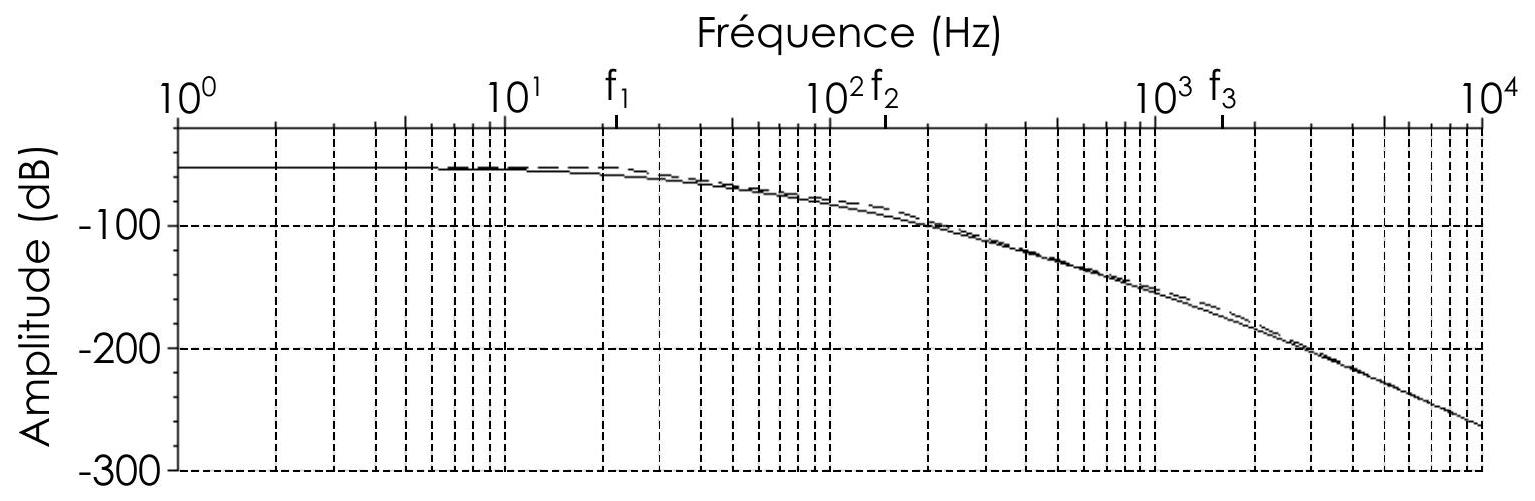 Fréquence (Hz)
10⁰ 10¹ f₁ 10² f₂ 10³ f₃ 10⁴
Amplitude (dB)
-100
-200
-300